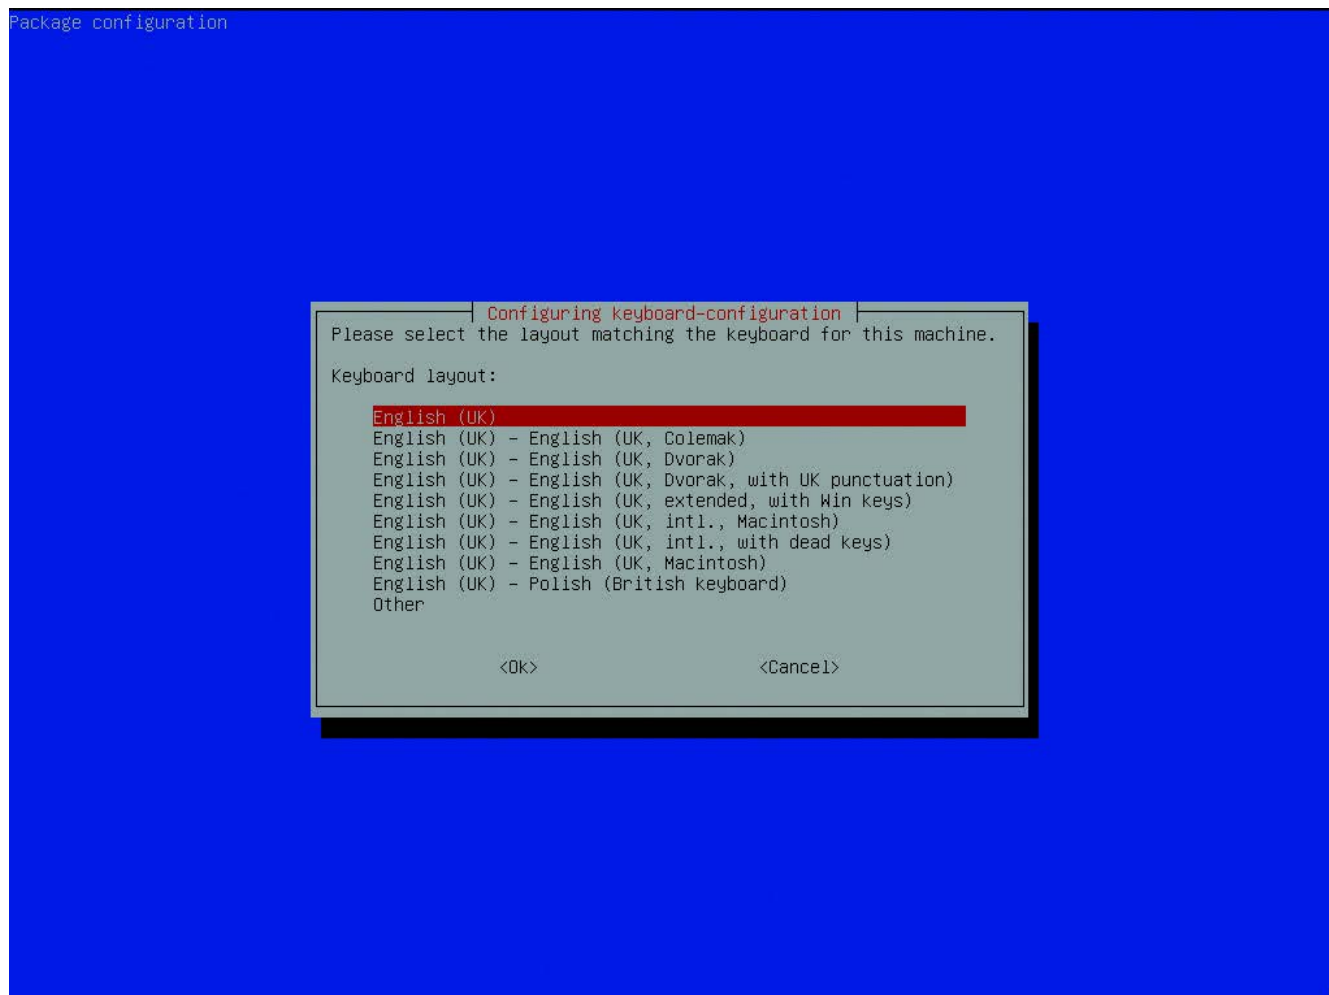 Package configuration
Configuring keyboard-configuration
Please select the layout matching the keyboard for this machine.
Keyboard layout:
English (UK)
English (UK) - English (UK, Colemak)
English (UK) - English (UK, Dvorak)
English (UK) - English (UK, Dvorak, with UK punctuation)
English (UK) - English (UK, extended, with Win keys)
English (UK) - English (UK, intl., Macintosh)
English (UK) - English (UK, intl., with dead keys)
English (UK) - English (UK, Macintosh)
English (UK) - Polish (British keyboard)
Other
<Ok> <Cancel>